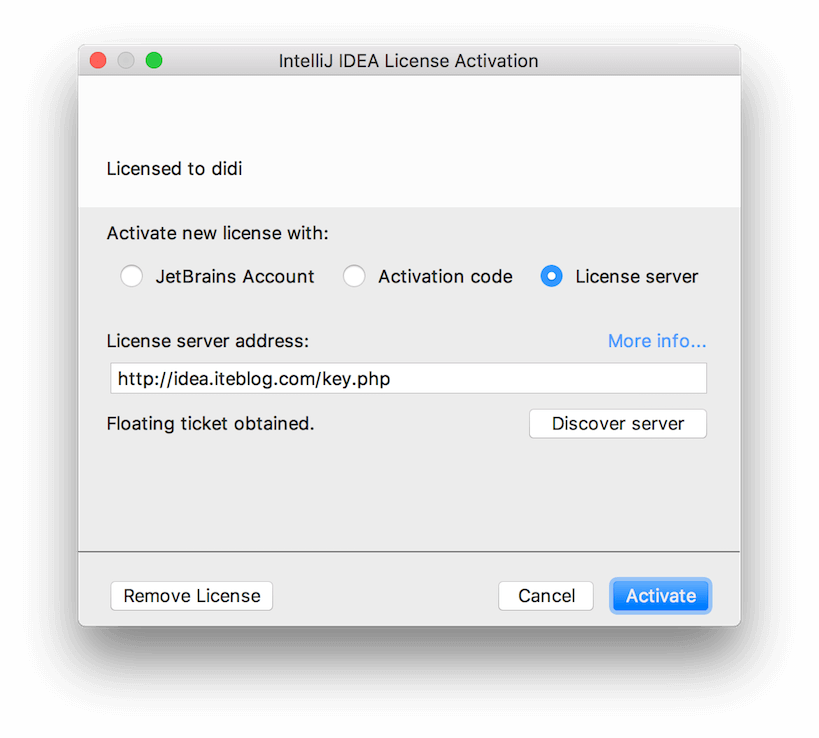 IntelliJ IDEA License Activation
Licensed to didi
Activate new license with:
JetBrains Account Activation code License server
License server address: More info...
http://idea.iteblog.com/key.php
Floating ticket obtained. Discover server
Remove License Cancel Activate